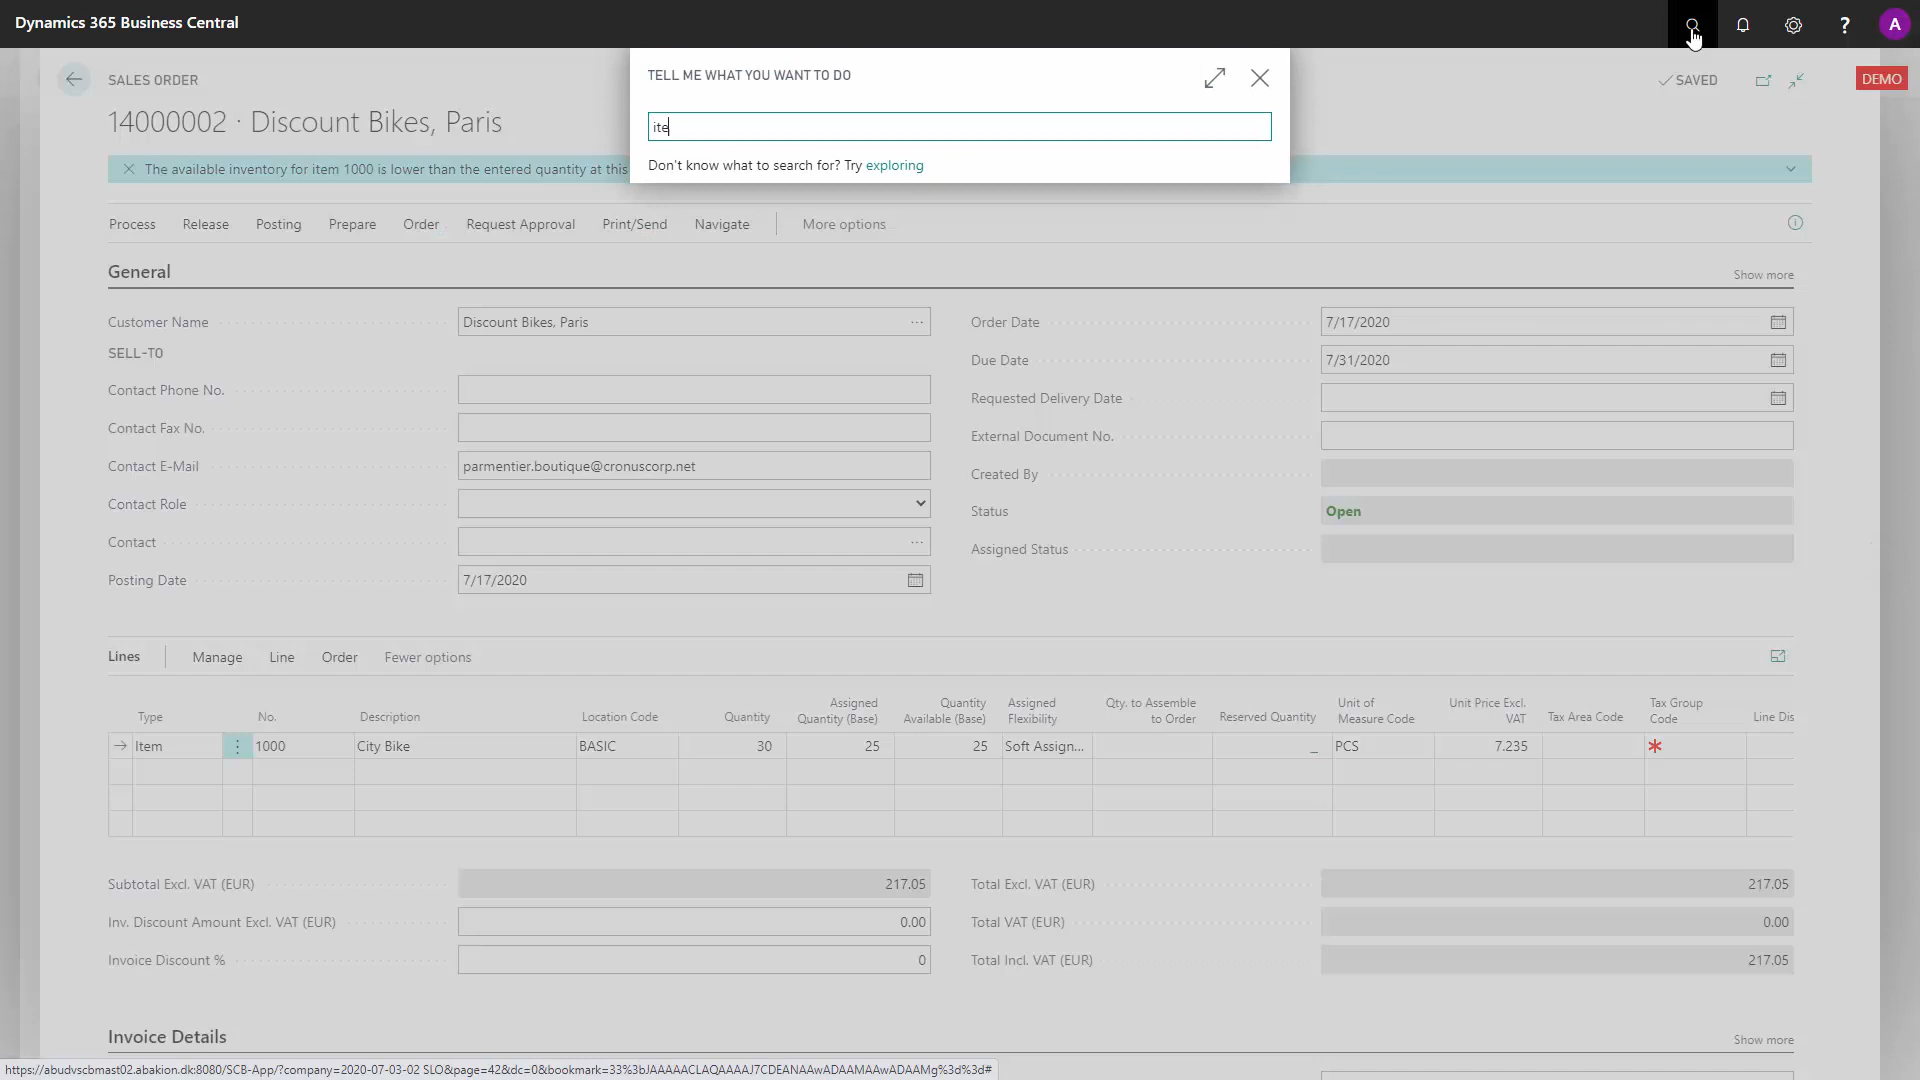 Dynamics 365 Business Central
?
A
TELL ME WHAT YOU WANT TO DO
ite
Don't know what to search for? Try exploring
SALES ORDER
SAVED
DEMO
14000002 · Discount Bikes, Paris
The available inventory for item 1000 is lower than the entered quantity at this
Process Release Posting Prepare Order Request Approval Print/Send Navigate More options
General
Show more
Customer Name Discount Bikes, Paris
SELL-TO
Contact Phone No.
Contact Fax No.
Contact E-Mail parmentier.boutique@cronuscorp.net
Contact Role
Contact
Posting Date 7/17/2020
Order Date 7/17/2020
Due Date 7/31/2020
Requested Delivery Date
External Document No.
Created By
Status Open
Assigned Status
Lines Manage Line Order Fewer options
Type No. Description Location Code Quantity Assigned Quantity (Base) Quantity Available (Base) Assigned Flexibility Qty. to Assemble to Order Reserved Quantity Unit of Measure Code Unit Price Excl. VAT Tax Area Code Tax Group Code Line Dis
Item 1000 City Bike BASIC 30 25 25 Soft Assign... _ PCS 7.235 *
Subtotal Excl. VAT (EUR) 217.05
Inv. Discount Amount Excl. VAT (EUR) 0.00
Invoice Discount % 0
Total Excl. VAT (EUR) 217.05
Total VAT (EUR) 0.00
Total Incl. VAT (EUR) 217.05
Invoice Details
Show more
https://abudvscbmast02.abakion.dk:8080/SCB-App/?company=2020-07-03-02 SLO&page=42&dc=0&bookmark=33%3bJAAAAACLAQAAAAJ7CDEANAAwADAAMAAwADAAMg%3d%3d#